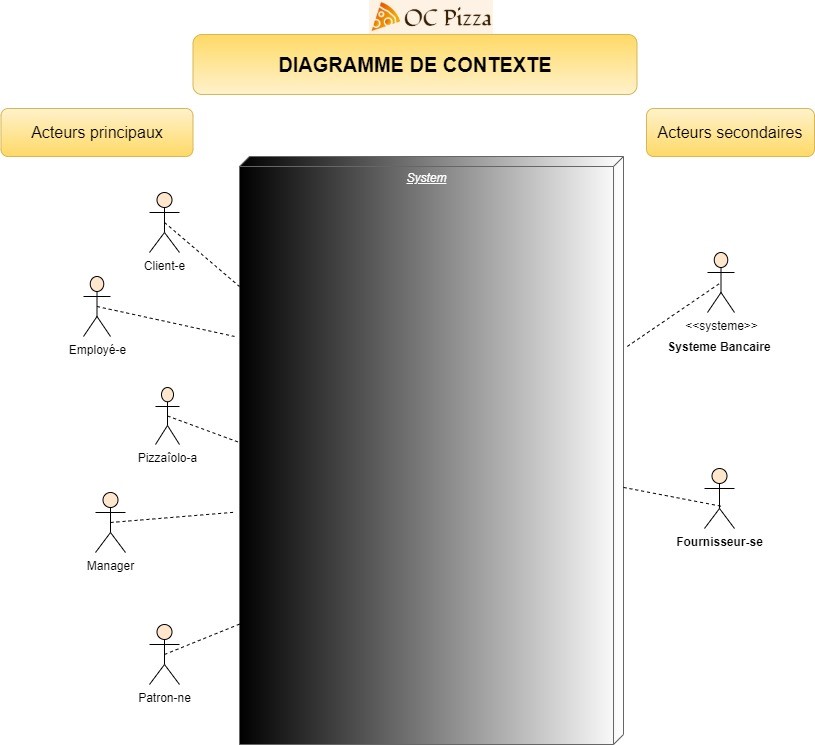 OC Pizza
DIAGRAMME DE CONTEXTE
Acteurs principaux
Acteurs secondaires
System
Client-e
Employé-e
Pizzaîolo-a
Manager
Patron-ne
<<systeme>>
Systeme Bancaire
Fournisseur-se